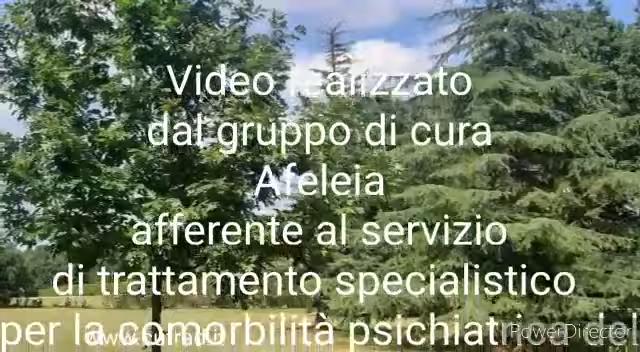 Video realizzato
dal gruppo di cura
Afeleia
afferente al servizio
di trattamento specialistico
per la comorbilità psichiatrica del
PowerDirector